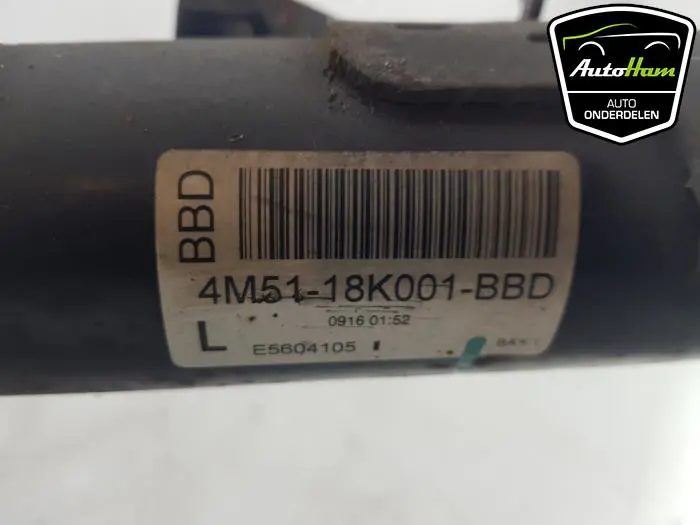 AutoHam
AUTO
ONDERDELEN
BBD
4M51-18K001-BBD
0916 01:52
L
E5604105 I